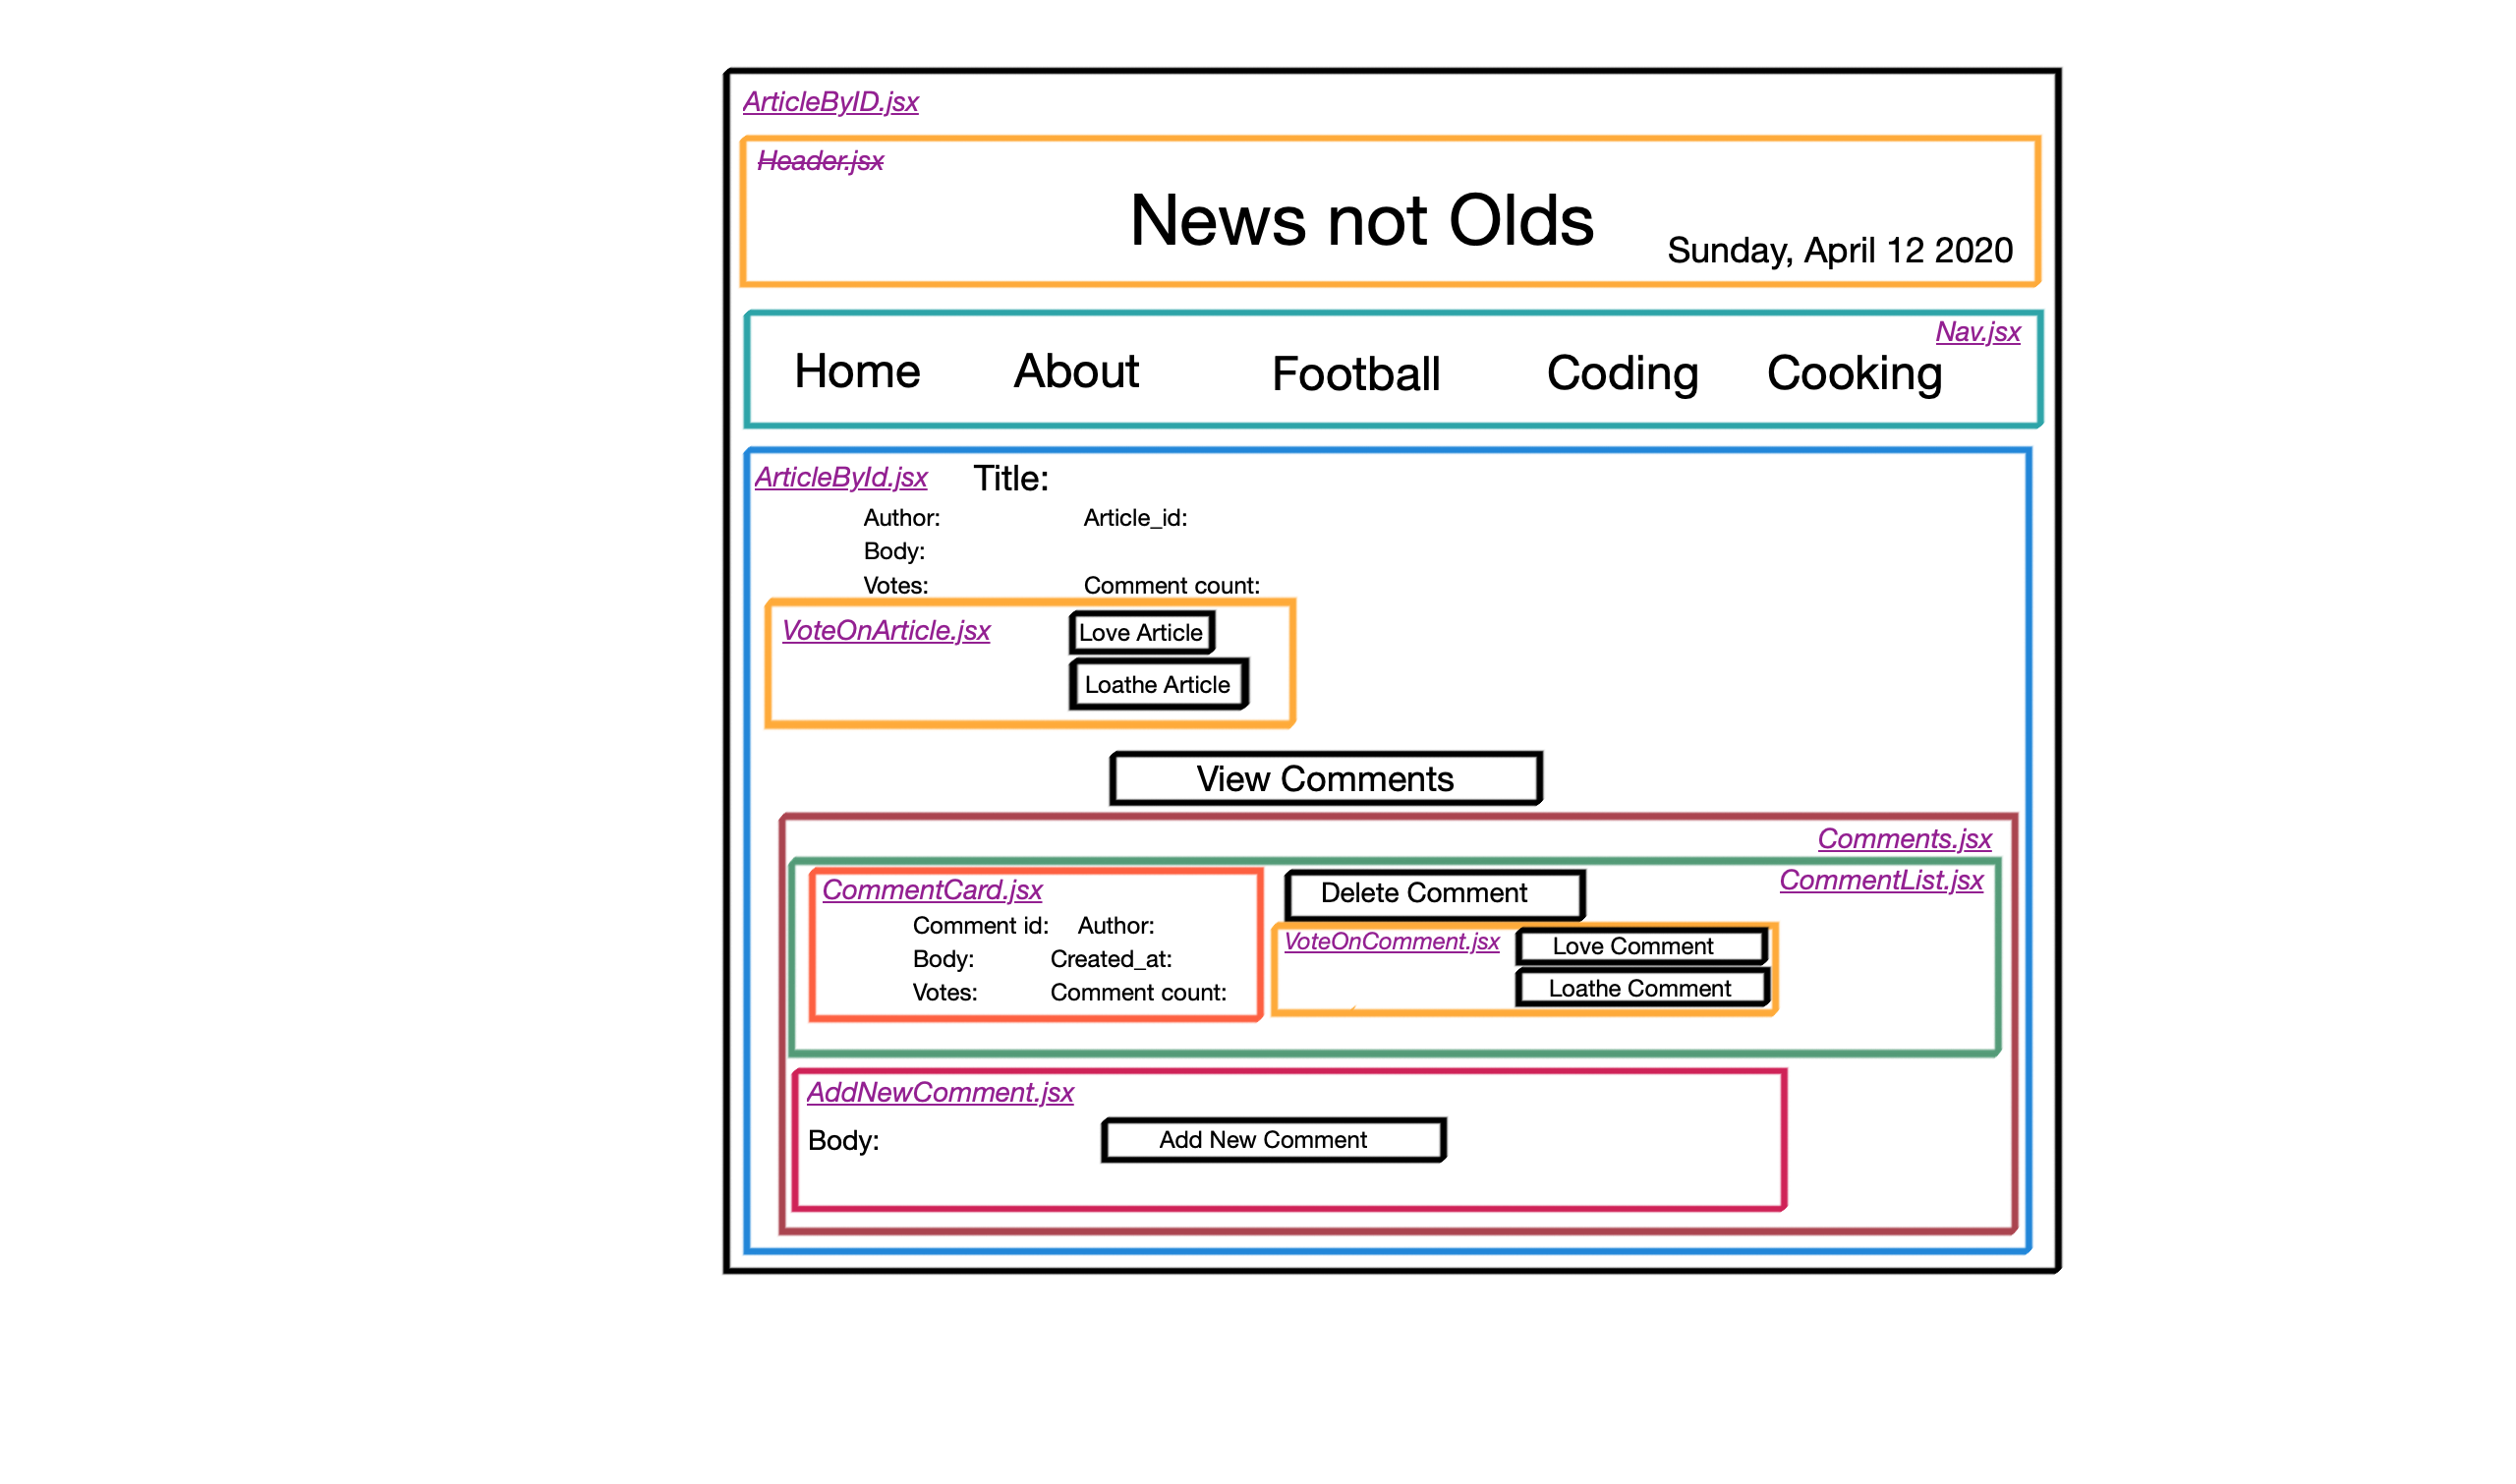 ArticleByID.jsx
Header.jsx
News not Olds
Sunday, April 12 2020
Nav.jsx
Home About Football Coding Cooking
ArticleById.jsx Title:
Author: Article_id:
Body:
Votes: Comment count:
VoteOnArticle.jsx Love Article
Loathe Article
View Comments
Comments.jsx
CommentList.jsx
CommentCard.jsx Delete Comment
Comment id: Author:
VoteOnComment.jsx Love Comment
Body: Created_at:
Loathe Comment
Votes: Comment count:
AddNewComment.jsx
Body: Add New Comment